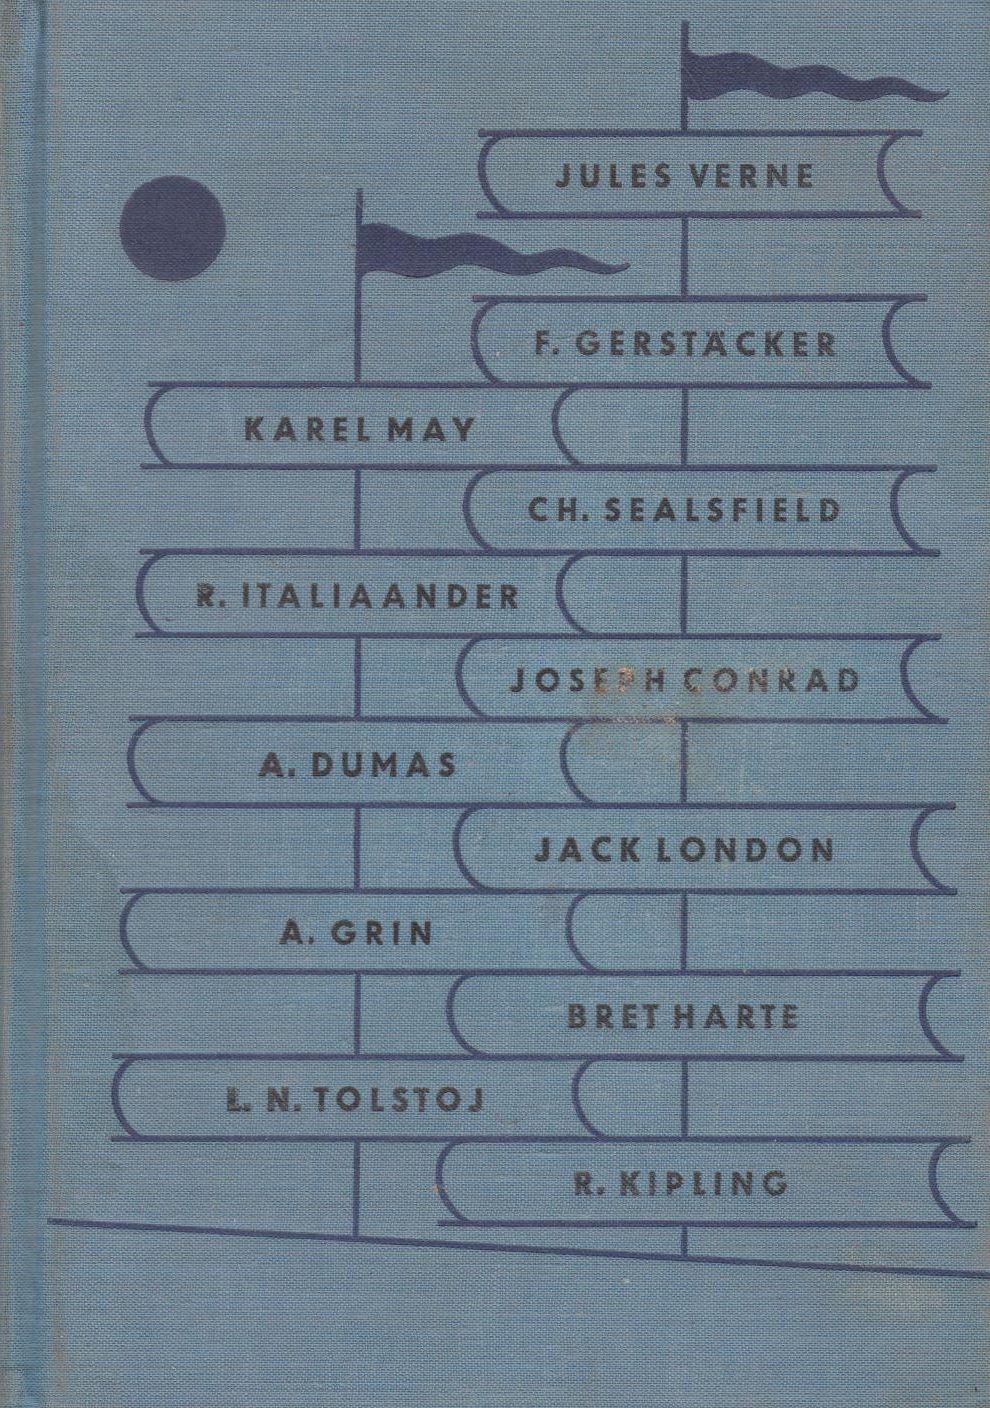 JULES VERNE
F. GERSTÄCKER
KAREL MAY
CH. SEALSFIELD
R. ITALIAANDER
JOSEPH CONRAD
A. DUMAS
JACK LONDON
A. GRIN
BRET HARTE
L. N. TOLSTOJ
R. KIPLING